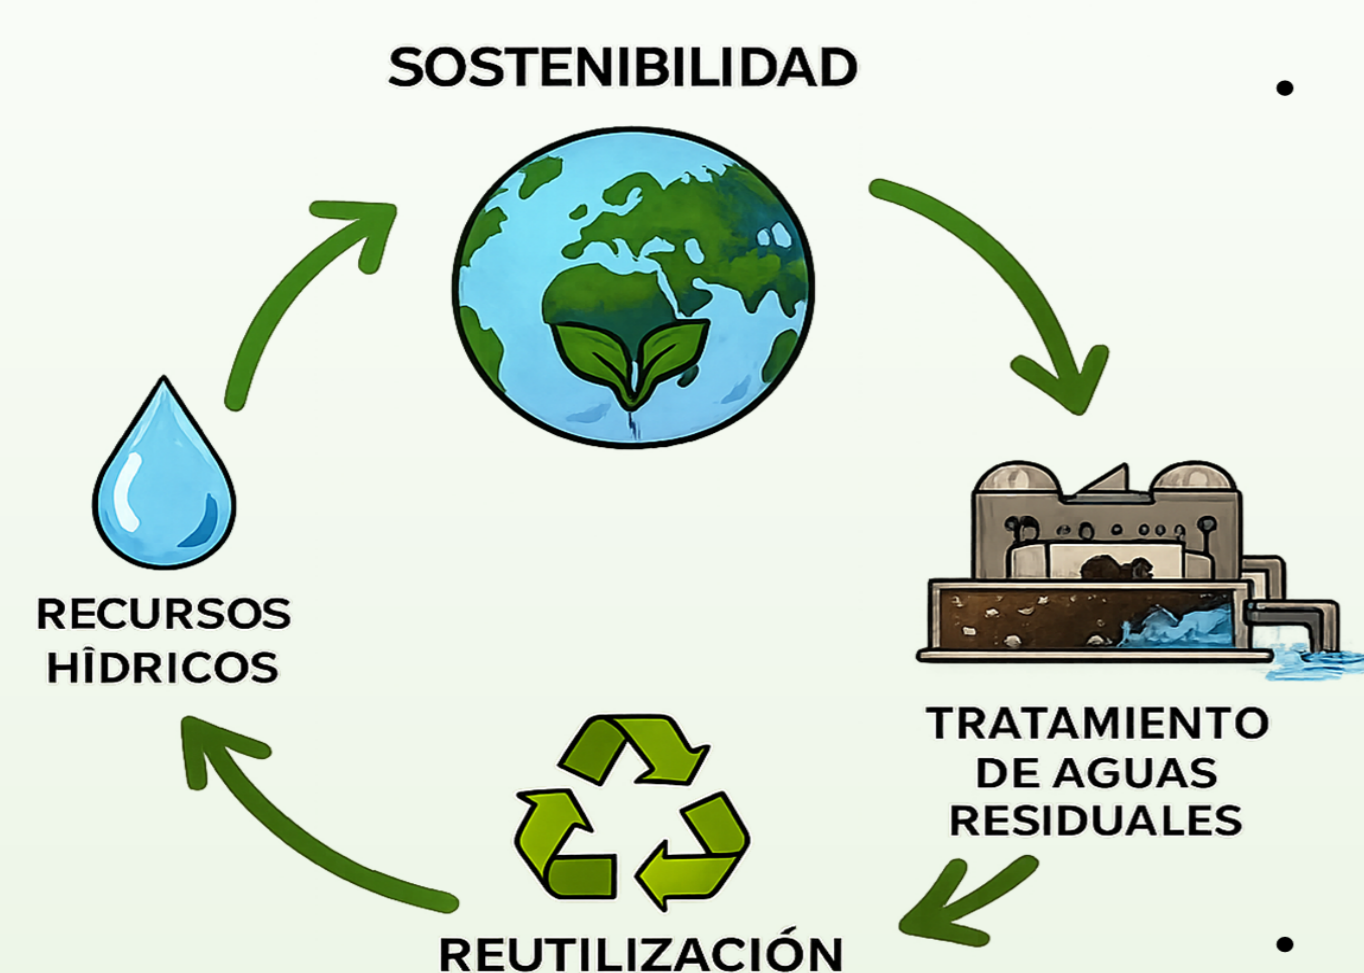 SOSTENIBILIDAD
RECURSOS
HÎDRICOS
TRATAMIENTO
DE AGUAS
RESIDUALES
REUTILIZACIÓN